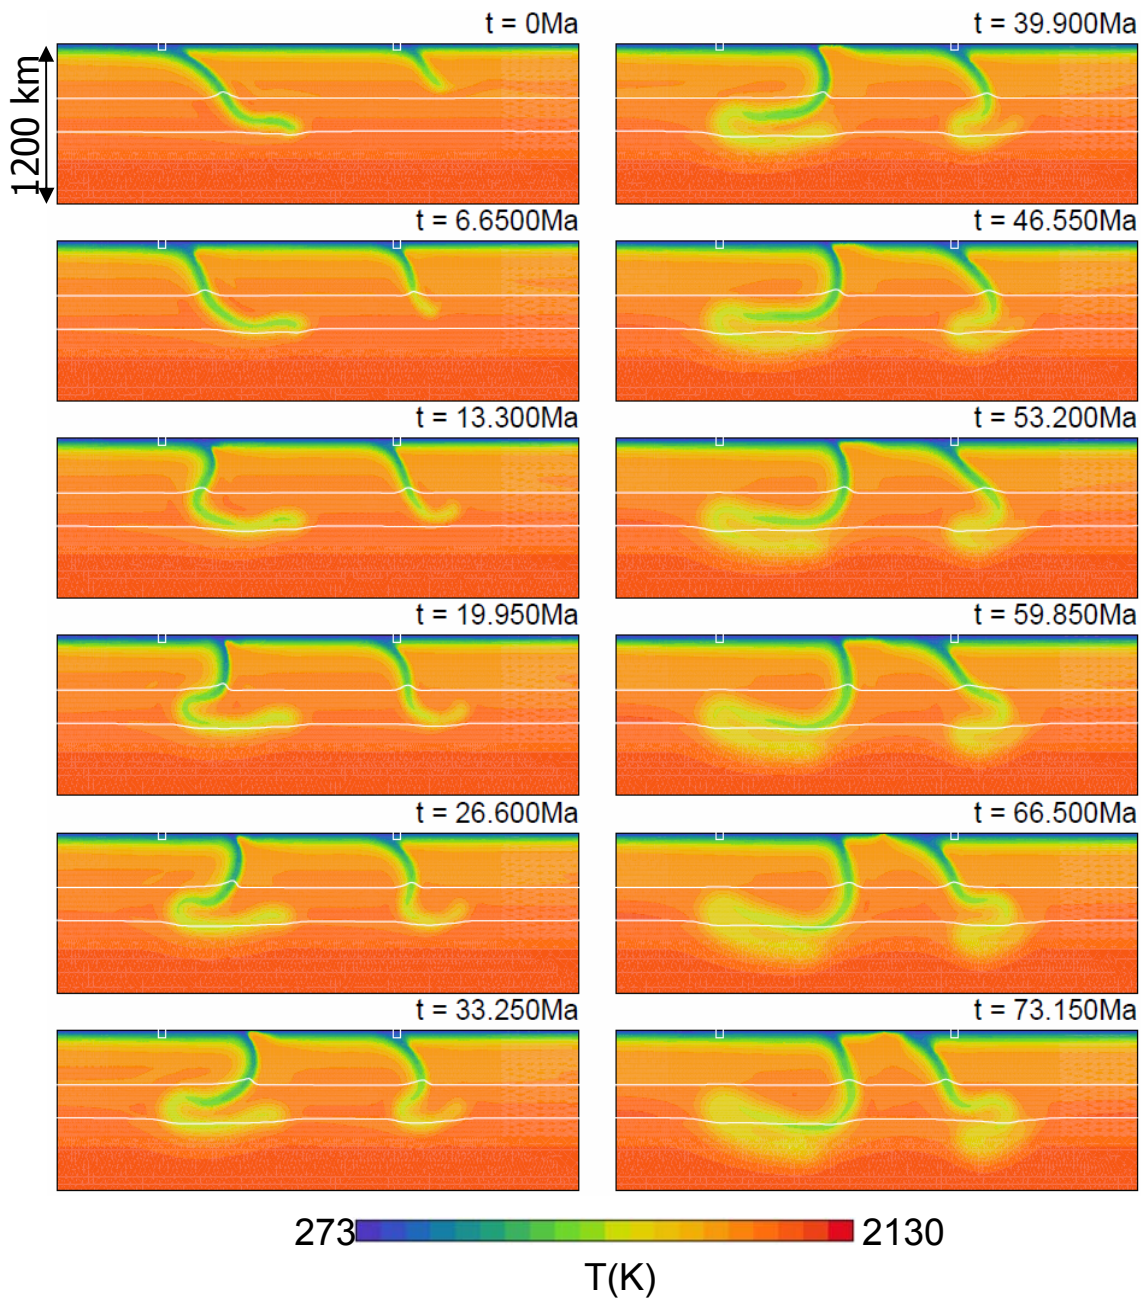 t = 0Ma
t = 39.900Ma
1200 km
t = 6.6500Ma
t = 46.550Ma
t = 13.300Ma
t = 53.200Ma
t = 19.950Ma
t = 59.850Ma
t = 26.600Ma
t = 66.500Ma
t = 33.250Ma
t = 73.150Ma
273
2130
T(K)